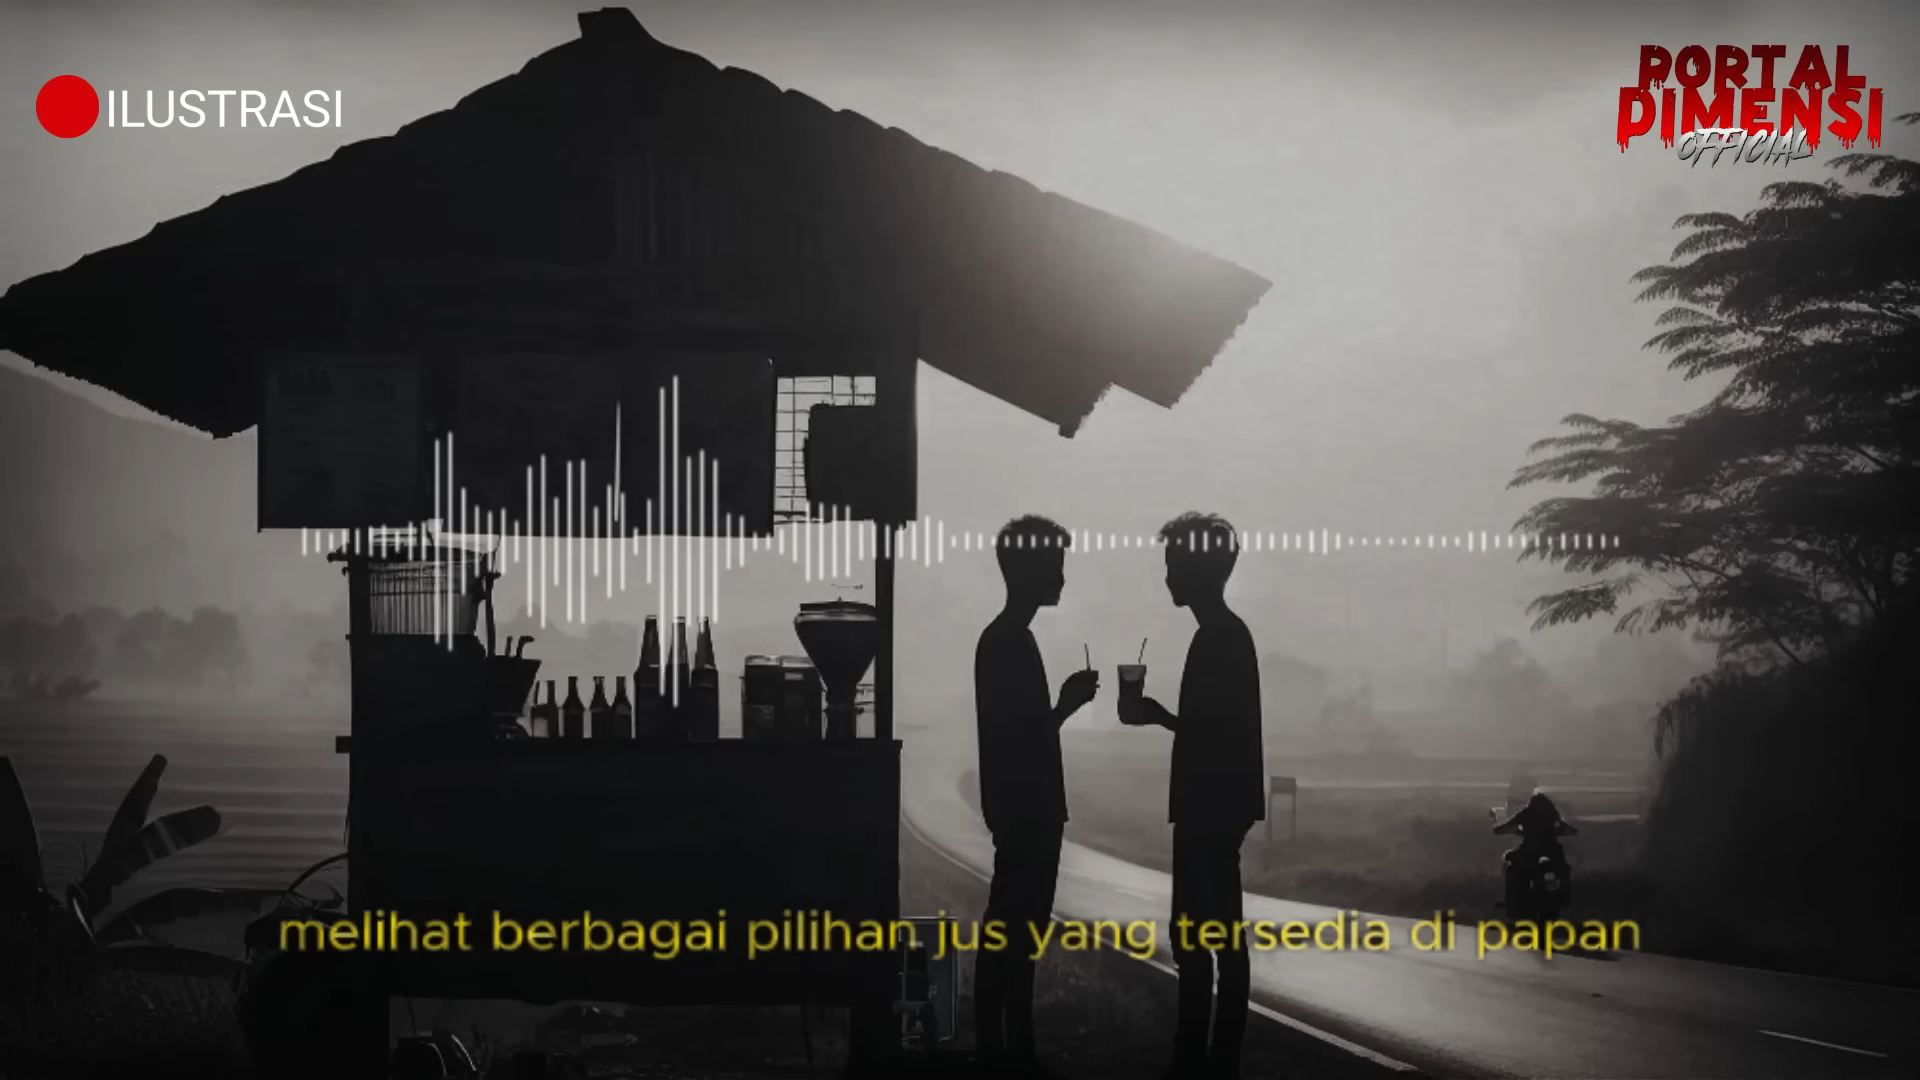 ILUSTRASI
PORTAL
DIMENSI
OFFICIAL
melihat berbagai pilihan jus yang tersedia di papan